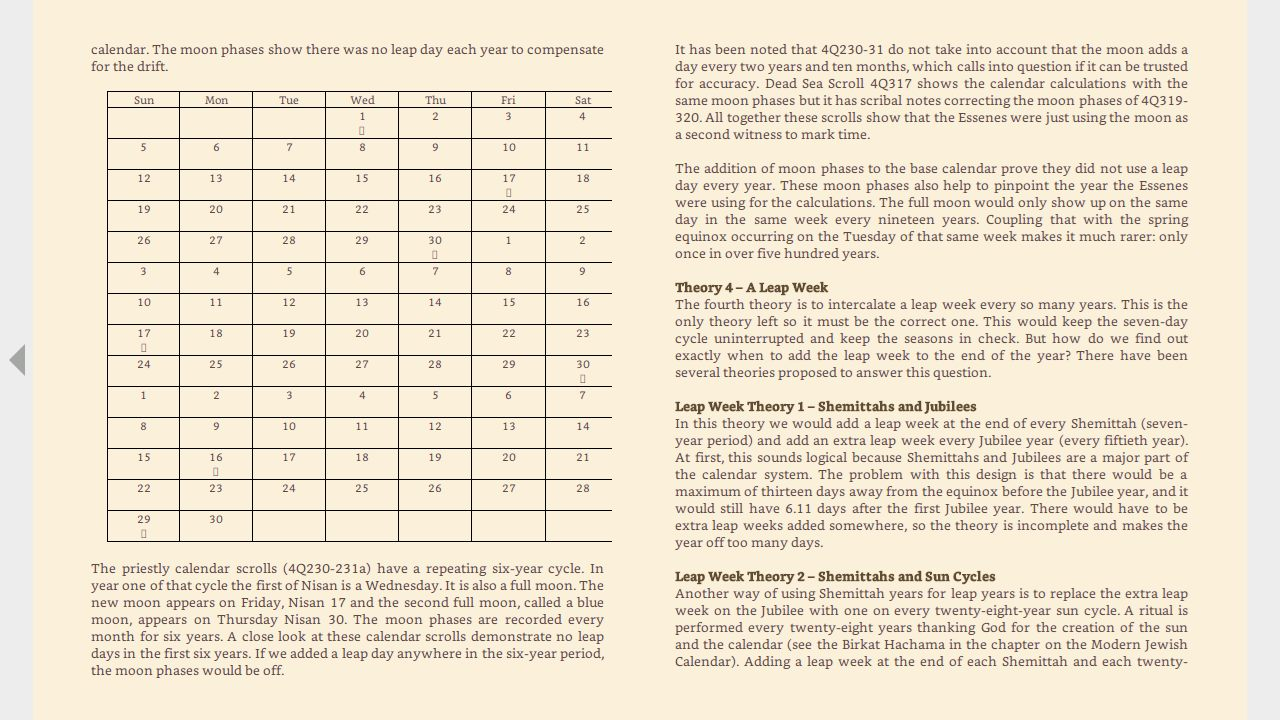 calendar. The moon phases show there was no leap day each year to compensate
for the drift.
Sun Mon Tue Wed Thu Fri Sat
1 2 3 4
5 6 7 8 9 10 11
12 13 14 15 16 17 18
19 20 21 22 23 24 25
26 27 28 29 30 1 2
3 4 5 6 7 8 9
10 11 12 13 14 15 16
17 18 19 20 21 22 23
24 25 26 27 28 29 30
1 2 3 4 5 6 7
8 9 10 11 12 13 14
15 16 17 18 19 20 21
22 23 24 25 26 27 28
29 30
The priestly calendar scrolls (4Q230-231a) have a repeating six-year cycle. In
year one of that cycle the first of Nisan is a Wednesday. It is also a full moon. The
new moon appears on Friday, Nisan 17 and the second full moon, called a blue
moon, appears on Thursday Nisan 30. The moon phases are recorded every
month for six years. A close look at these calendar scrolls demonstrate no leap
days in the first six years. If we added a leap day anywhere in the six-year period,
the moon phases would be off.
It has been noted that 4Q230-31 do not take into account that the moon adds a
day every two years and ten months, which calls into question if it can be trusted
for accuracy. Dead Sea Scroll 4Q317 shows the calendar calculations with the
same moon phases but it has scribal notes correcting the moon phases of 4Q319-
320. All together these scrolls show that the Essenes were just using the moon as
a second witness to mark time.
The addition of moon phases to the base calendar prove they did not use a leap
day every year. These moon phases also help to pinpoint the year the Essenes
were using for the calculations. The full moon would only show up on the same
day in the same week every nineteen years. Coupling that with the spring
equinox occurring on the Tuesday of that same week makes it much rarer: only
once in over five hundred years.
Theory 4 – A Leap Week
The fourth theory is to intercalate a leap week every so many years. This is the
only theory left so it must be the correct one. This would keep the seven-day
cycle uninterrupted and keep the seasons in check. But how do we find out
exactly when to add the leap week to the end of the year? There have been
several theories proposed to answer this question.
Leap Week Theory 1 – Shemittahs and Jubilees
In this theory we would add a leap week at the end of every Shemittah (seven-
year period) and add an extra leap week every Jubilee year (every fiftieth year).
At first, this sounds logical because Shemittahs and Jubilees are a major part of
the calendar system. The problem with this design is that there would be a
maximum of thirteen days away from the equinox before the Jubilee year, and it
would still have 6.11 days after the first Jubilee year. There would have to be
extra leap weeks added somewhere, so the theory is incomplete and makes the
year off too many days.
Leap Week Theory 2 – Shemittahs and Sun Cycles
Another way of using Shemittah years for leap years is to replace the extra leap
week on the Jubilee with one on every twenty-eight-year sun cycle. A ritual is
performed every twenty-eight years thanking God for the creation of the sun
and the calendar (see the Birkat Hachama in the chapter on the Modern Jewish
Calendar). Adding a leap week at the end of each Shemittah and each twenty-